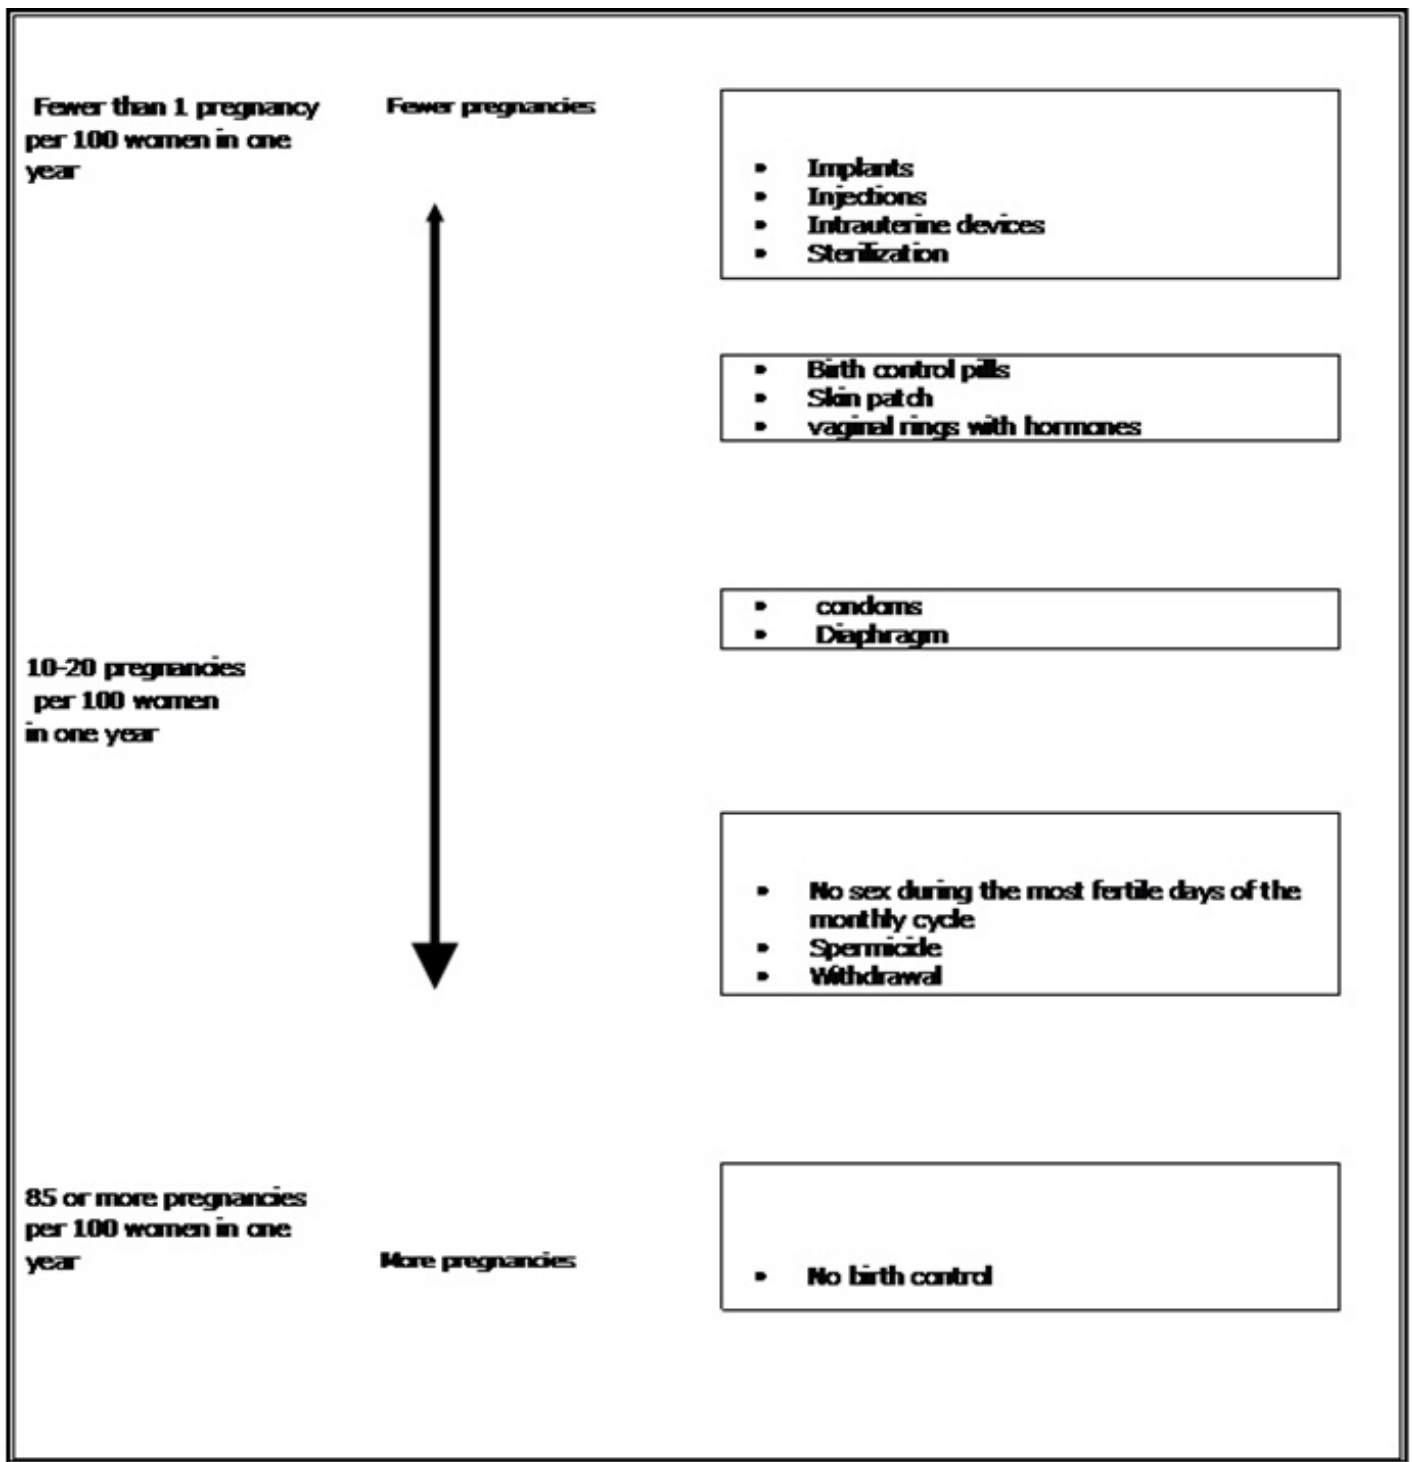 Fewer than 1 pregnancy
per 100 women in one
year
Fewer pregnancies
• Implants
• Injections
• Intrauterine devices
• Sterilization
• Birth control pills
• Skin patch
• vaginal rings with hormones
• condoms
• Diaphragm
10-20 pregnancies
per 100 women
in one year
• No sex during the most fertile days of the
monthly cycle
• Spermicide
• Withdrawal
85 or more pregnancies
per 100 women in one
year
More pregnancies
• No birth control